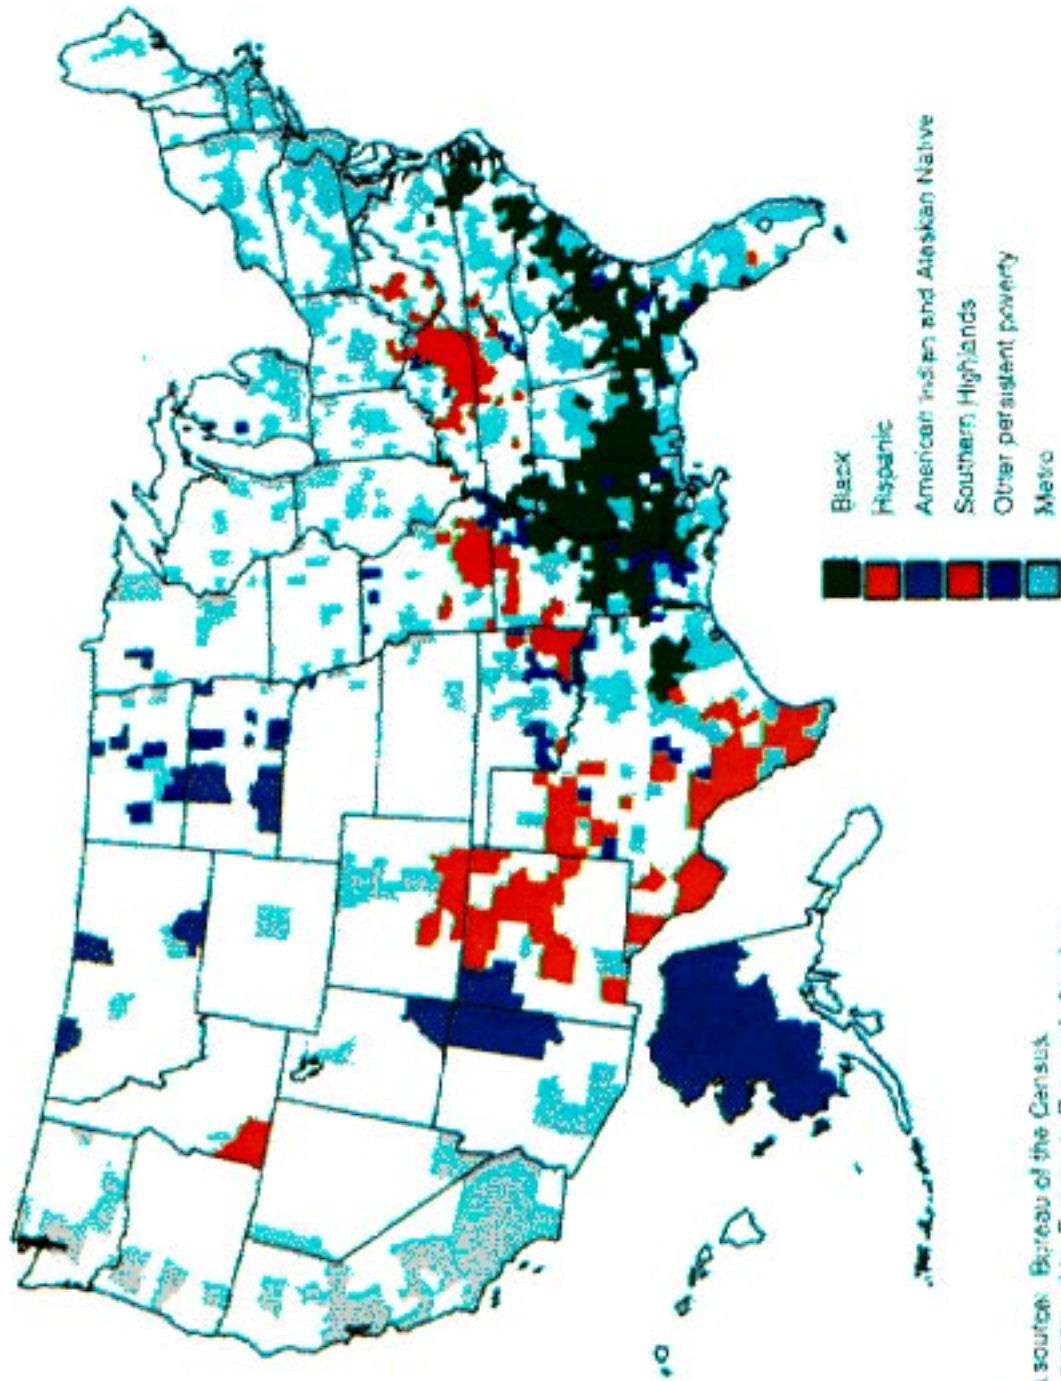 Black
Hispanic
American Indian and Alaskan Native
Southern Highlands
Other persistent poverty
Metro
source: Bureau of the Census